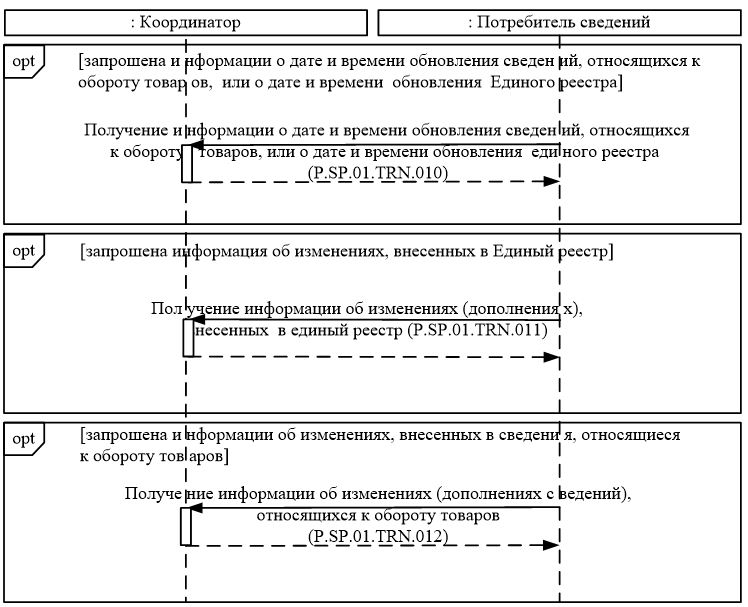 : Координатор
: Потребитель сведений
opt
[запрошена информации о дате и времени обновления сведений, относящихся к
обороту товаров, или о дате и времени обновления Единого реестра]
Получение информации о дате и времени обновления сведений, относящихся
к обороту товаров, или о дате и времени обновления единого реестра
(P.SP.01.TRN.010)
opt
[запрошена информация об изменениях, внесенных в Единый реестр]
Получение информации об изменениях (дополнениях),
несенных в единый реестр (P.SP.01.TRN.011)
opt
[запрошена информации об изменениях, внесенных в сведения, относящиеся
к обороту товаров]
Получение информации об изменениях (дополнениях сведений),
относящихся к обороту товаров
(P.SP.01.TRN.012)